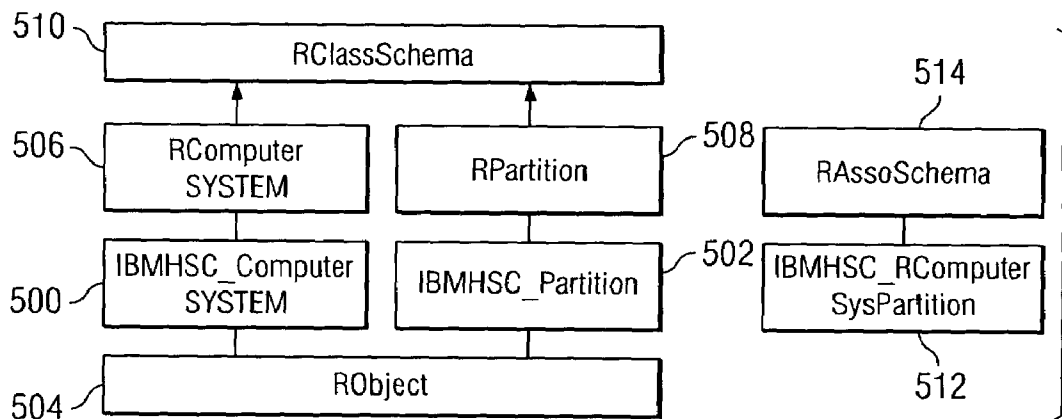 510
RClassSchema
514
506
RComputer
SYSTEM
RPartition
508
RAssoSchema
500
IBMHSC_Computer
SYSTEM
IBMHSC_Partition
502
IBMHSC_RComputer
SysPartition
504
RObject
512